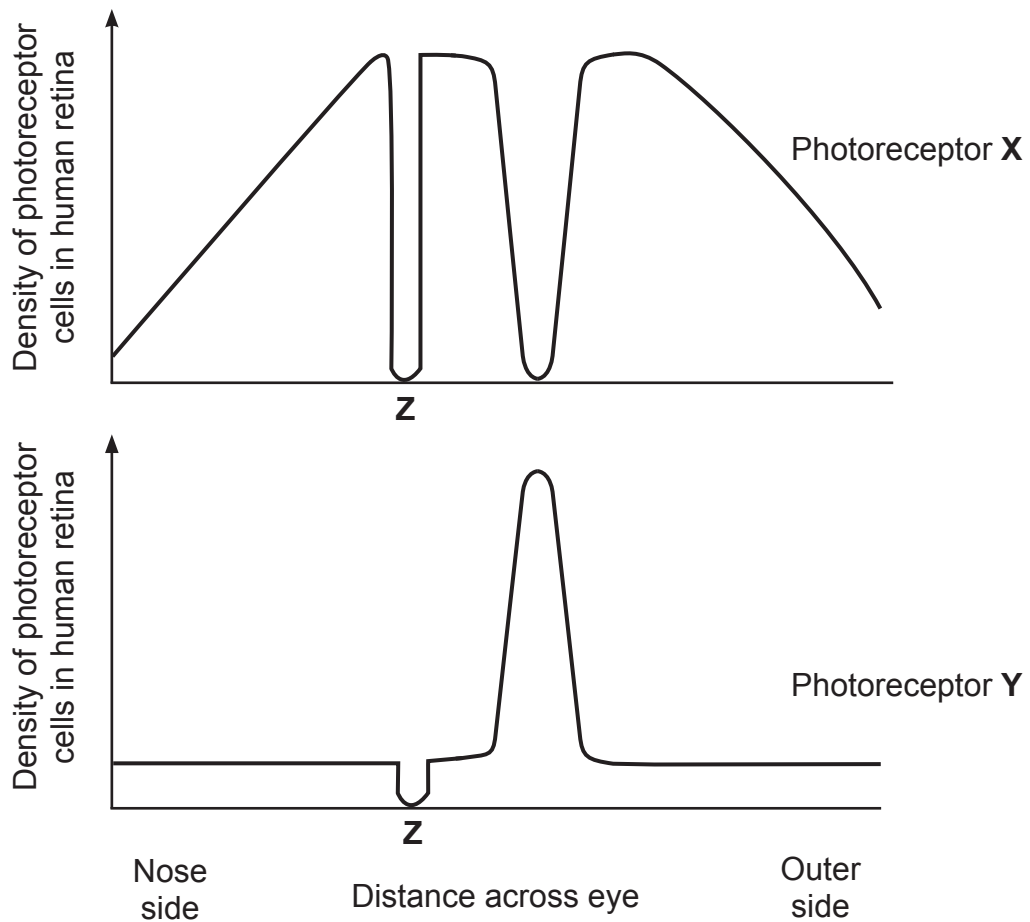 Density of photoreceptor
cells in human retina
Photoreceptor X
Z
Density of photoreceptor
cells in human retina
Photoreceptor Y
Z
Nose
side
Distance across eye
Outer
side